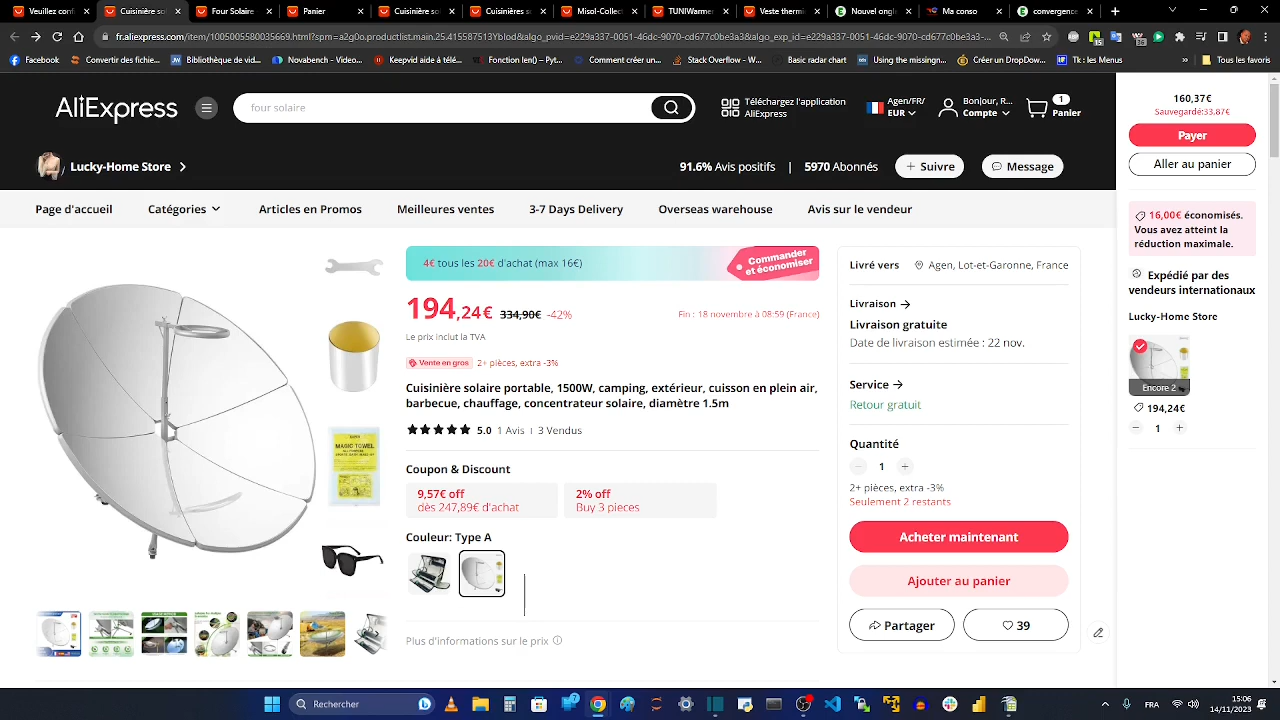 Veuillez confi
Cuisinière sol
Four Solaire
Panier
Cuisinière so
Cuisinières s
Misol-Collect
TUNIWarmer
Veste thermi
Nouvel ongl
Ma cons
convergence
fr.aliexpress.com/item/1005005580035669.html?spm=a2g0o.productlist.main.25.415587513Yblod&algo_pvid=e229a337-0051-46dc-9070-cd677c0be3a3&algo_exp_id=e229a337-0051-46dc-9070-cd677c0be3a3-...
Facebook
Convertir des fichie...
Bibliothèque de vid...
Novabench - Videol...
Keepvid aide à télé...
Fonction len() – Pyt...
Comment créer un...
Stack Overflow - W...
Basic radar chart
Using the missingn...
Créer un DropDow...
Tk : les Menus
»
Tous les favoris
AliExpress
four solaire
Téléchargez l'application
AliExpress
Agen/FR/
EUR
Bonjour, F...
Compte
1
Panier
Lucky-Home Store
91.6% Avis positifs | 5970 Abonnés
+ Suivre
Message
Page d'accueil
Catégories
Articles en Promos
Meilleures ventes
3-7 Days Delivery
Overseas warehouse
Avis sur le vendeur
MAGIC TOWEL
4€ tous les 20€ d'achat (max 16€)
Commander
et économiser
194,24€ 334,90€ -42%
Fin : 18 novembre à 08:59 (France)
Le prix inclut la TVA
Vente en gros 2+ pièces, extra -3%
Cuisinière solaire portable, 1500W, camping, extérieur, cuisson en plein air,
barbecue, chauffage, concentrateur solaire, diamètre 1.5m
5.0 1 Avis | 3 Vendus
Coupon & Discount
9,57€ off
dès 247,89€ d'achat
2% off
Buy 3 pieces
Couleur: Type A
Plus d'informations sur le prix
Livré vers
Agen, Lot-et-Garonne, France
Livraison
Livraison gratuite
Date de livraison estimée : 22 nov.
Service
Retour gratuit
Quantité
− 1 +
2+ pièces, extra -3%
Seulement 2 restants
Acheter maintenant
Ajouter au panier
Partager
39
160,37€
Sauvegardé:33,87€
Payer
Aller au panier
16,00€ économisés.
Vous avez atteint la
réduction maximale.
Expédié par des
vendeurs internationaux
Lucky-Home Store
Encore 2
194,24€
− 1 +
Rechercher
FRA
15:06
14/11/2023